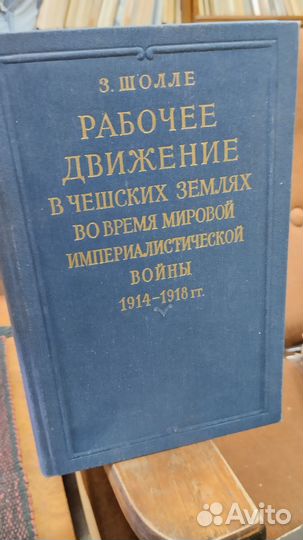 З. ШОЛЛЕ
РАБОЧЕЕ
ДВИЖЕНИЕ
В ЧЕШСКИХ ЗЕМЛЯХ
ВО ВРЕМЯ МИРОВОЙ
ИМПЕРИАЛИСТИЧЕСКОЙ
ВОЙНЫ
1914-1918 гг.
Avito